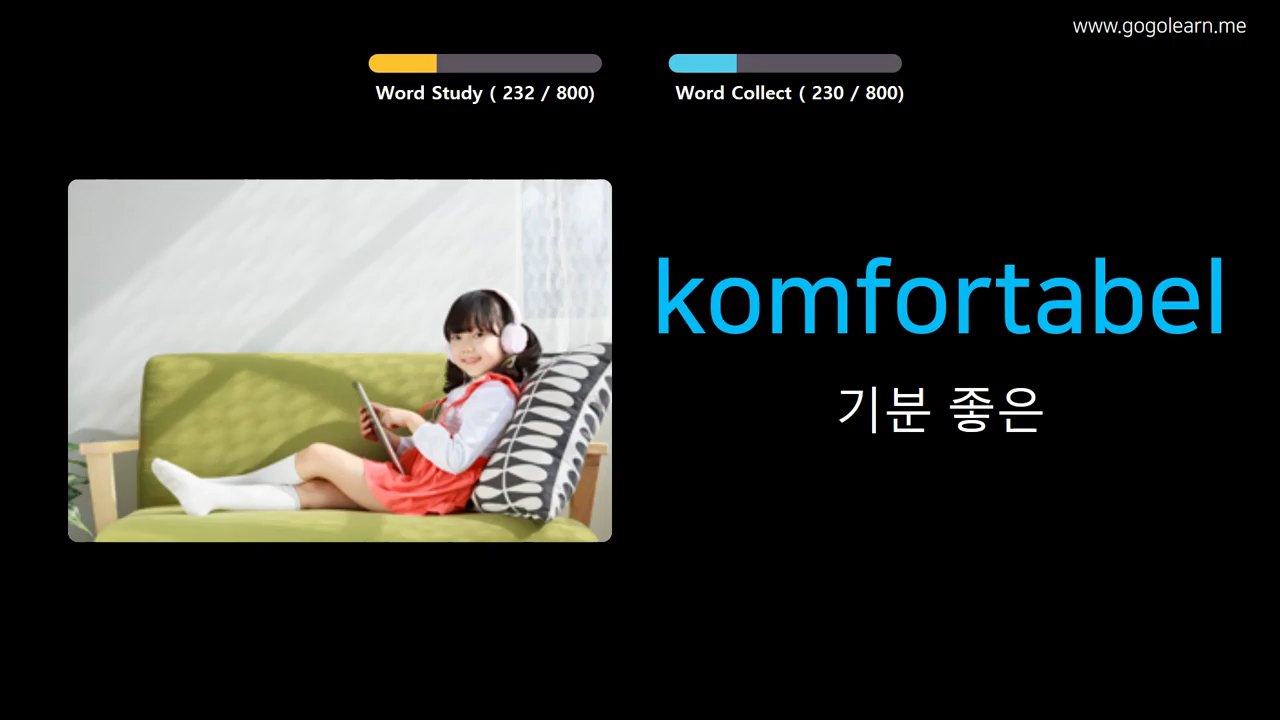 www.gogolearn.me
Word Study ( 232 / 800)
Word Collect ( 230 / 800)
komfortabel
기분 좋은